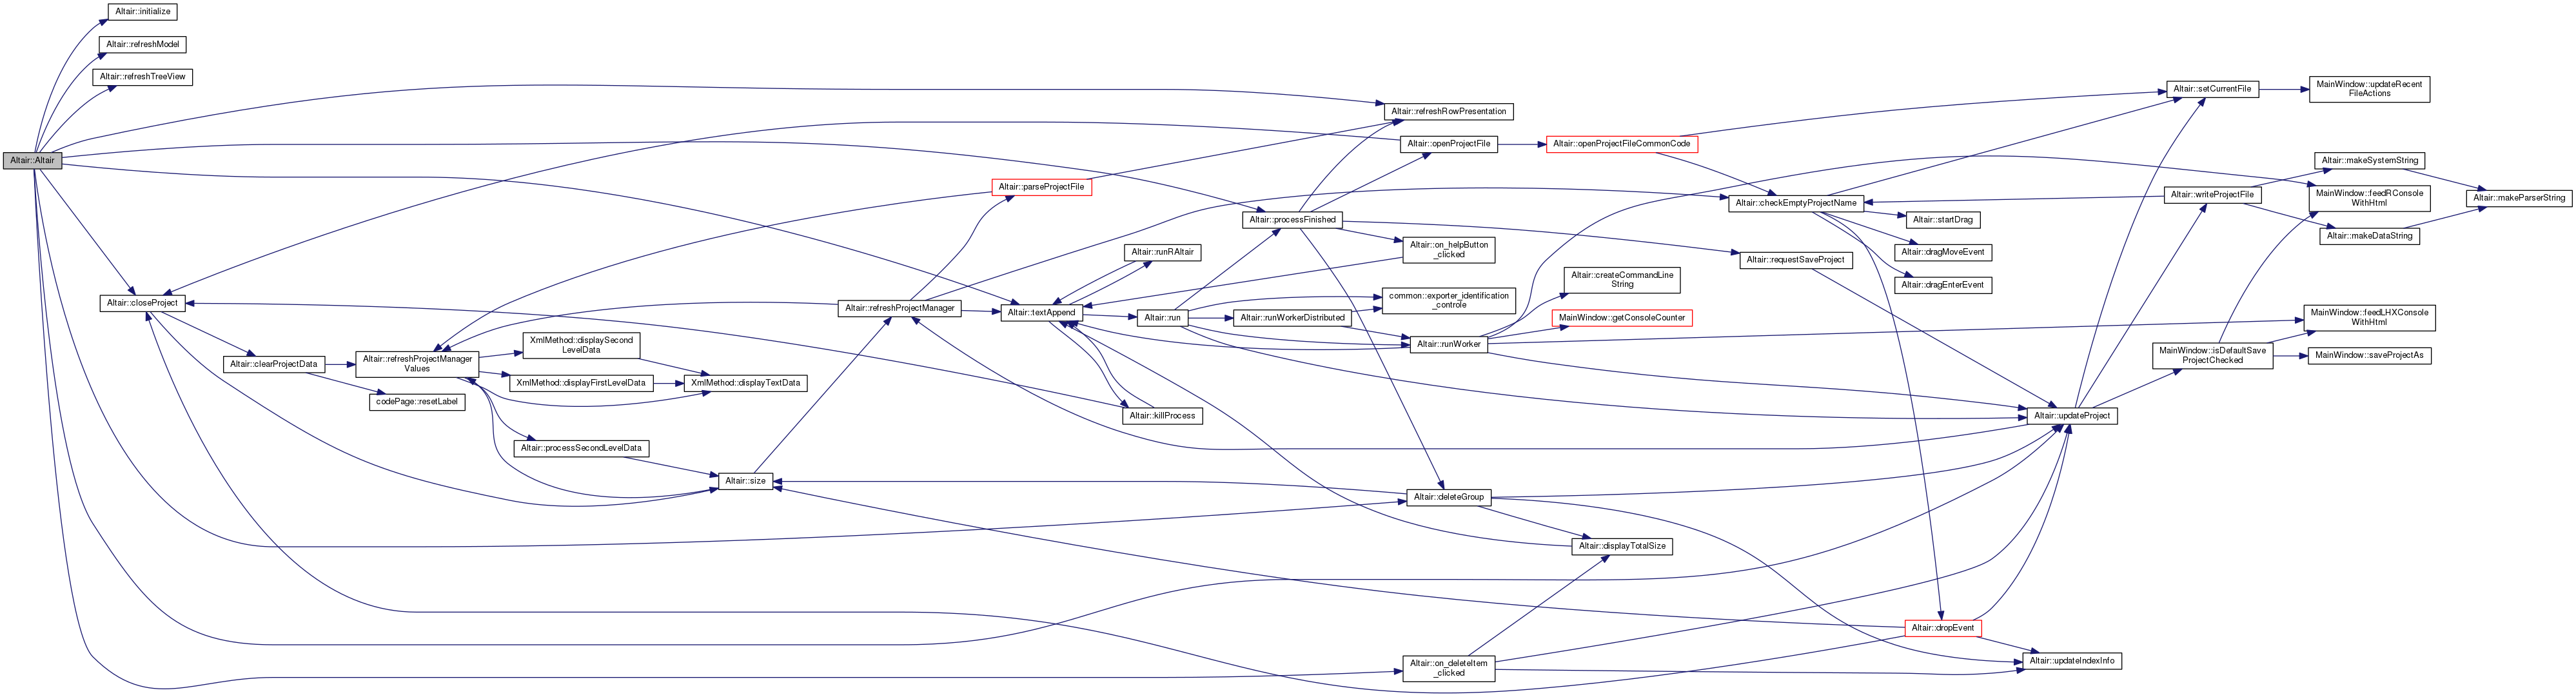 Altair::Altair
Altair::initialize
Altair::refreshModel
Altair::refreshTreeView
Altair::closeProject
Altair::clearProjectData
Altair::refreshProjectManager
Values
codePage::resetLabel
XmlMethod::displaySecond
LevelData
XmlMethod::displayFirstLevelData
Altair::processSecondLevelData
XmlMethod::displayTextData
Altair::size
Altair::refreshProjectManager
Altair::parseProjectFile
Altair::textAppend
Altair::runRAltair
Altair::run
Altair::killProcess
Altair::processFinished
Altair::runWorkerDistributed
Altair::refreshRowPresentation
Altair::openProjectFile
Altair::on_helpButton
_clicked
common::exporter_identification
_controle
Altair::runWorker
Altair::deleteGroup
Altair::on_deleteItem
_clicked
Altair::openProjectFileCommonCode
Altair::createCommandLine
String
MainWindow::getConsoleCounter
Altair::displayTotalSize
Altair::checkEmptyProjectName
Altair::requestSaveProject
Altair::startDrag
Altair::dragMoveEvent
Altair::dragEnterEvent
Altair::dropEvent
Altair::updateProject
Altair::updateIndexInfo
Altair::setCurrentFile
Altair::writeProjectFile
MainWindow::isDefaultSave
ProjectChecked
MainWindow::updateRecent
FileActions
Altair::makeSystemString
MainWindow::feedRConsole
WithHtml
Altair::makeDataString
Altair::makeParserString
MainWindow::feedLHXConsole
WithHtml
MainWindow::saveProjectAs